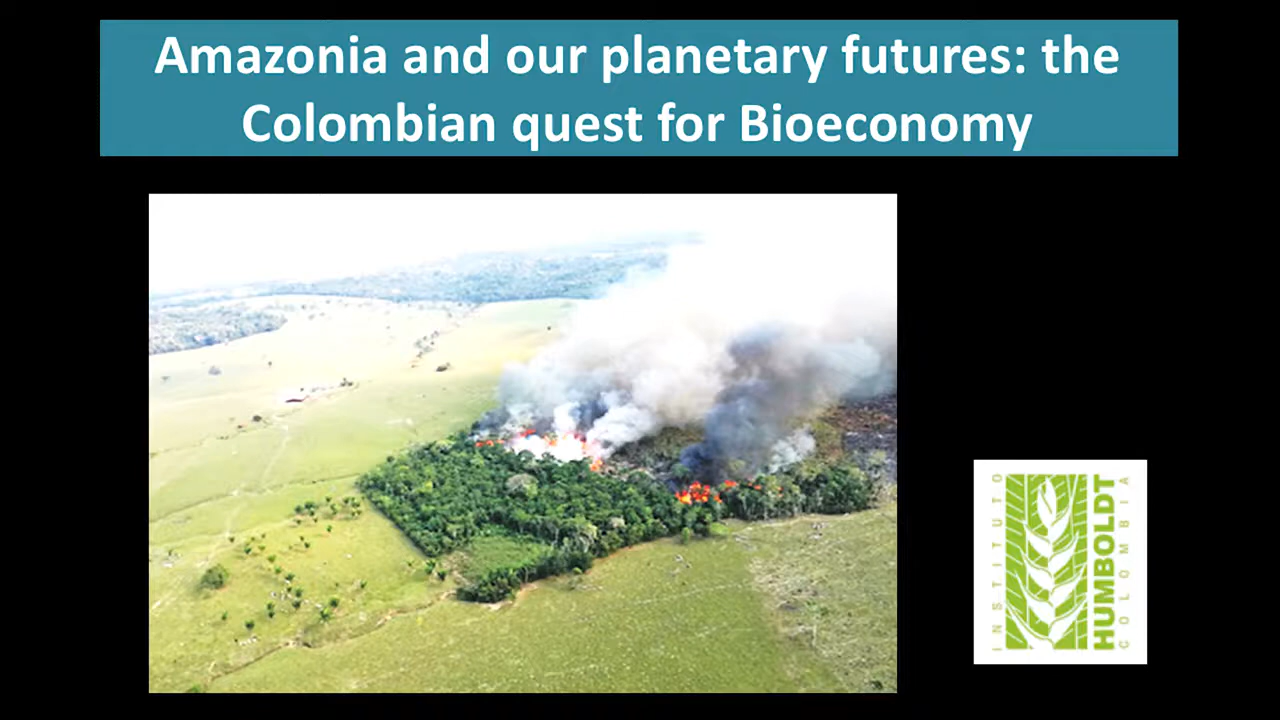 Amazonia and our planetary futures: the
Colombian quest for Bioeconomy
INSTITUTO
HUMBOLDT
COLOMBIA